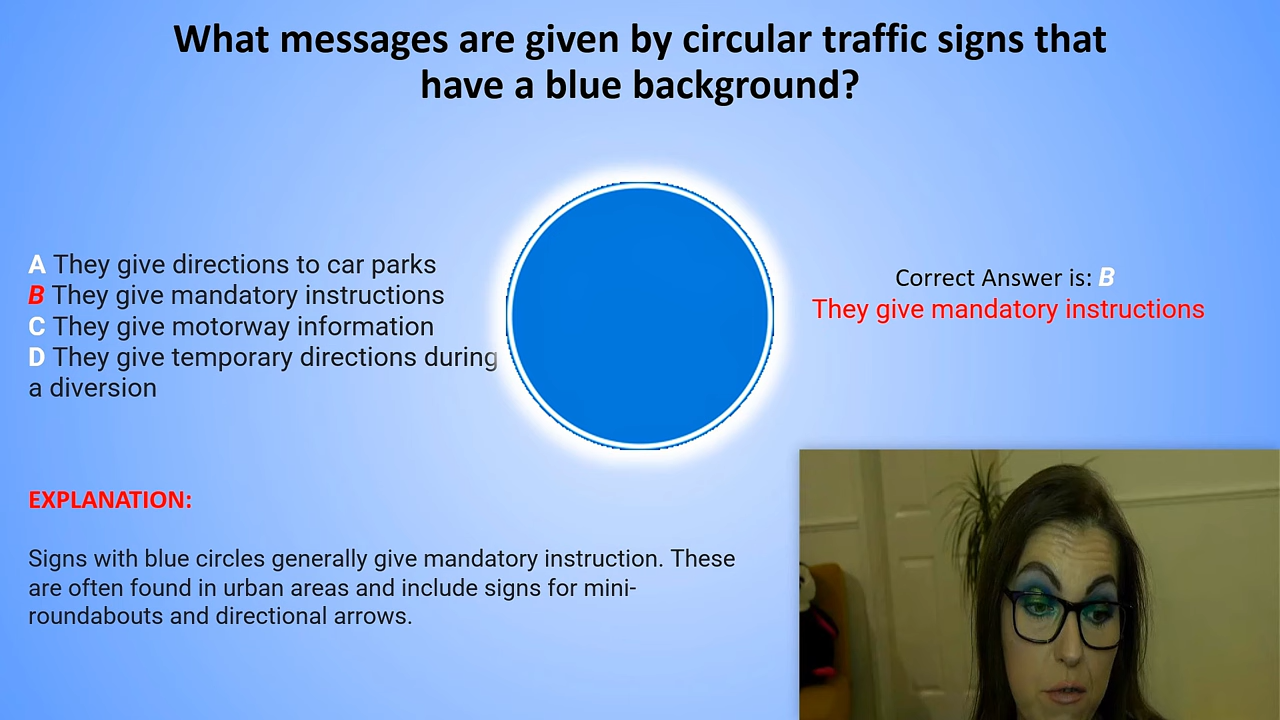 What messages are given by circular traffic signs that
have a blue background?
A They give directions to car parks
B They give mandatory instructions
C They give motorway information
D They give temporary directions during
a diversion
Correct Answer is: B
They give mandatory instructions
EXPLANATION:
Signs with blue circles generally give mandatory instruction. These
are often found in urban areas and include signs for mini-
roundabouts and directional arrows.